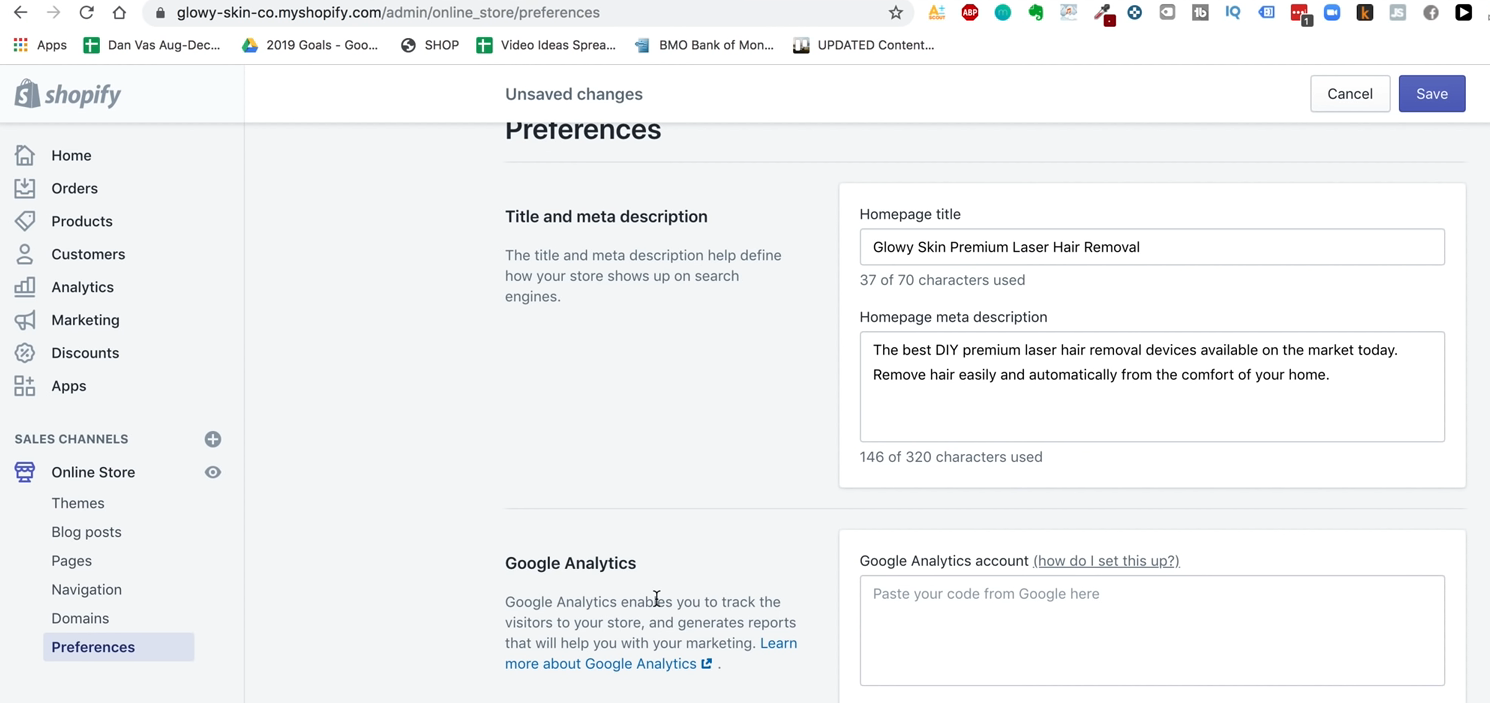 glowy-skin-co.myshopify.com/admin/online_store/preferences
ABP
1b
IQ
1
k
JS
Apps
Dan Vas Aug-Dec...
2019 Goals - Goo...
SHOP
Video Ideas Sprea...
BMO Bank of Mon...
UPDATED Content...
shopify
Unsaved changes
Cancel
Save
Preferences
Home
Orders
Products
Customers
Analytics
Marketing
Discounts
Apps
SALES CHANNELS
Online Store
Themes
Blog posts
Pages
Navigation
Domains
Preferences
Title and meta description
The title and meta description help define
how your store shows up on search
engines.
Homepage title
Glowy Skin Premium Laser Hair Removal
37 of 70 characters used
Homepage meta description
The best DIY premium laser hair removal devices available on the market today.
Remove hair easily and automatically from the comfort of your home.
146 of 320 characters used
Google Analytics
Google Analytics enables you to track the
visitors to your store, and generates reports
that will help you with your marketing. Learn
more about Google Analytics .
Google Analytics account (how do I set this up?)
Paste your code from Google here